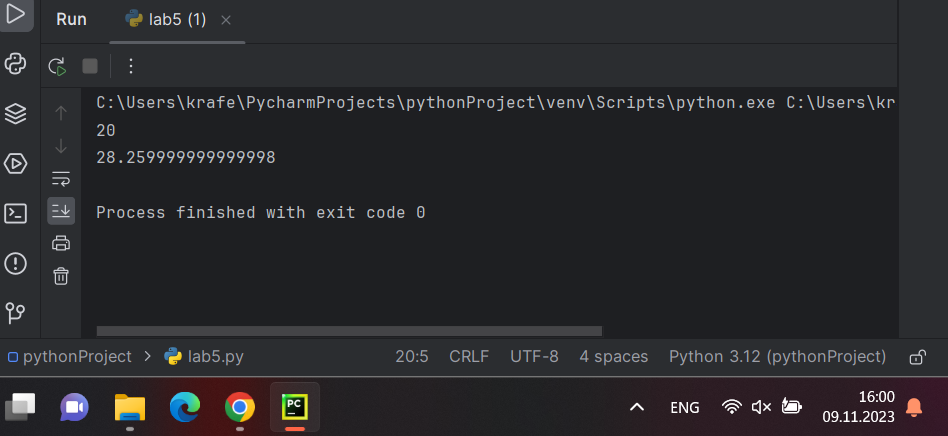 Run lab5 (1)
C:\Users\krafe\PycharmProjects\pythonProject\venv\Scripts\python.exe C:\Users\kr
20
28.259999999999998
Process finished with exit code 0
pythonProject > lab5.py 20:5 CRLF UTF-8 4 spaces Python 3.12 (pythonProject)
PC
ENG
16:00
09.11.2023